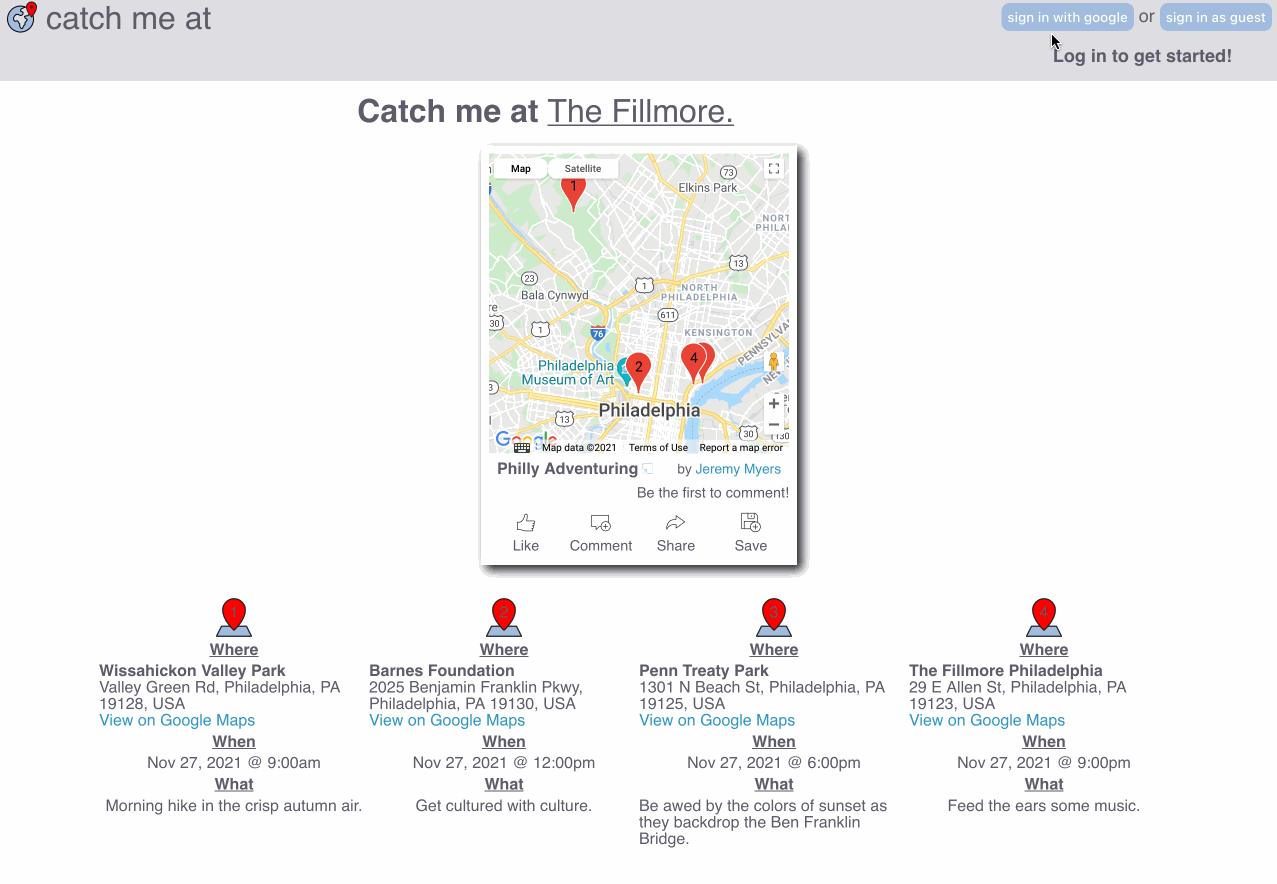 catch me at
sign in with google or sign in as guest
Log in to get started!
Catch me at The Fillmore.
Map Satellite
1
73
Elkins Park
13
23
Bala Cynwyd
1
NORTH
PHILADELPHIA
30
1
611
KENSINGTON
76
Philadelphia
Museum of Art
2
4
Philadelphia
13
30
Google
Map data ©2021 Terms of Use Report a map error
Philly Adventuring by Jeremy Myers
Be the first to comment!
Like Comment Share Save
1 2 3 4
Where Where Where Where
Wissahickon Valley Park
Valley Green Rd, Philadelphia, PA
19128, USA
View on Google Maps
When
Nov 27, 2021 @ 9:00am
What
Morning hike in the crisp autumn air.
Barnes Foundation
2025 Benjamin Franklin Pkwy,
Philadelphia, PA 19130, USA
View on Google Maps
When
Nov 27, 2021 @ 12:00pm
What
Get cultured with culture.
Penn Treaty Park
1301 N Beach St, Philadelphia, PA
19125, USA
View on Google Maps
When
Nov 27, 2021 @ 6:00pm
What
Be awed by the colors of sunset as
they backdrop the Ben Franklin
Bridge.
The Fillmore Philadelphia
29 E Allen St, Philadelphia, PA
19123, USA
View on Google Maps
When
Nov 27, 2021 @ 9:00pm
What
Feed the ears some music.